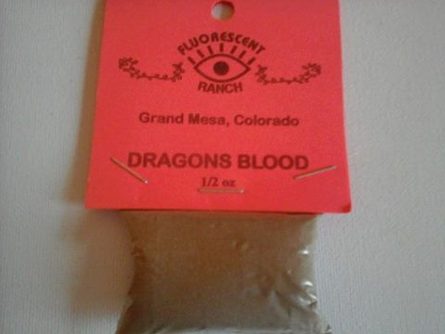 FLUORESCENT
RANCH
Grand Mesa, Colorado
DRAGONS BLOOD
1/2 oz